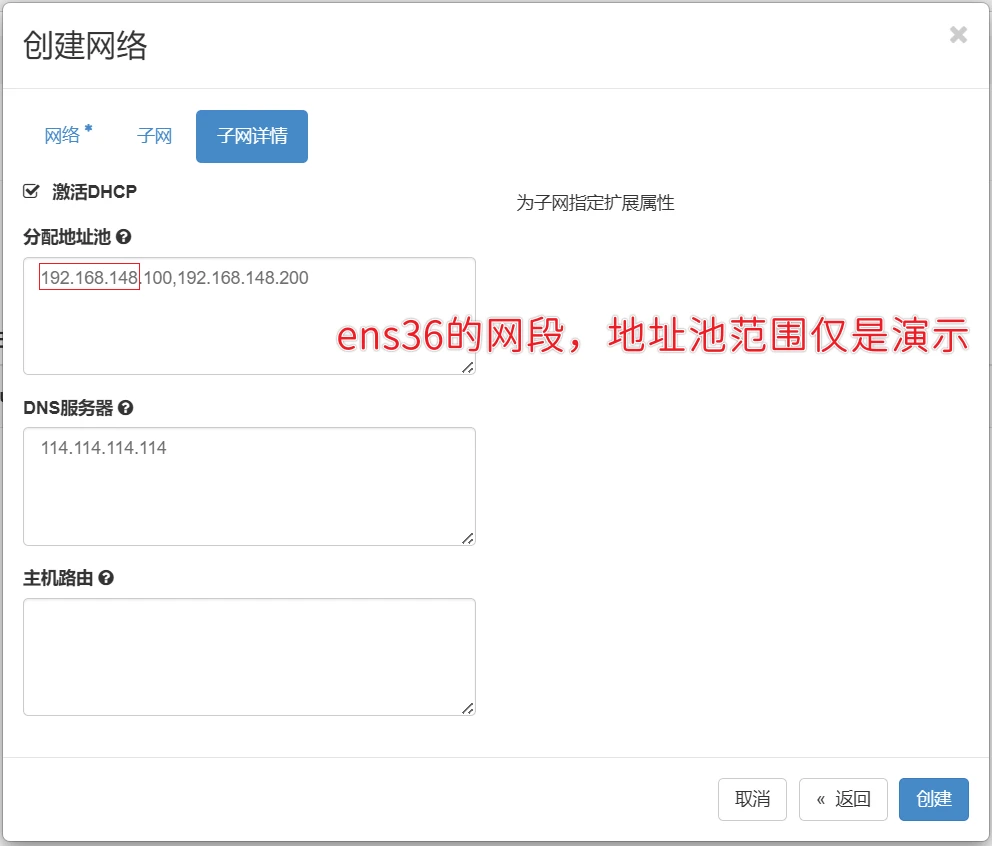 创建网络
×
网络 * 子网 子网详情
激活DHCP
为子网指定扩展属性
分配地址池
192.168.148.100,192.168.148.200
ens36的网段，地址池范围仅是演示
DNS服务器
114.114.114.114
主机路由
取消 « 返回 创建